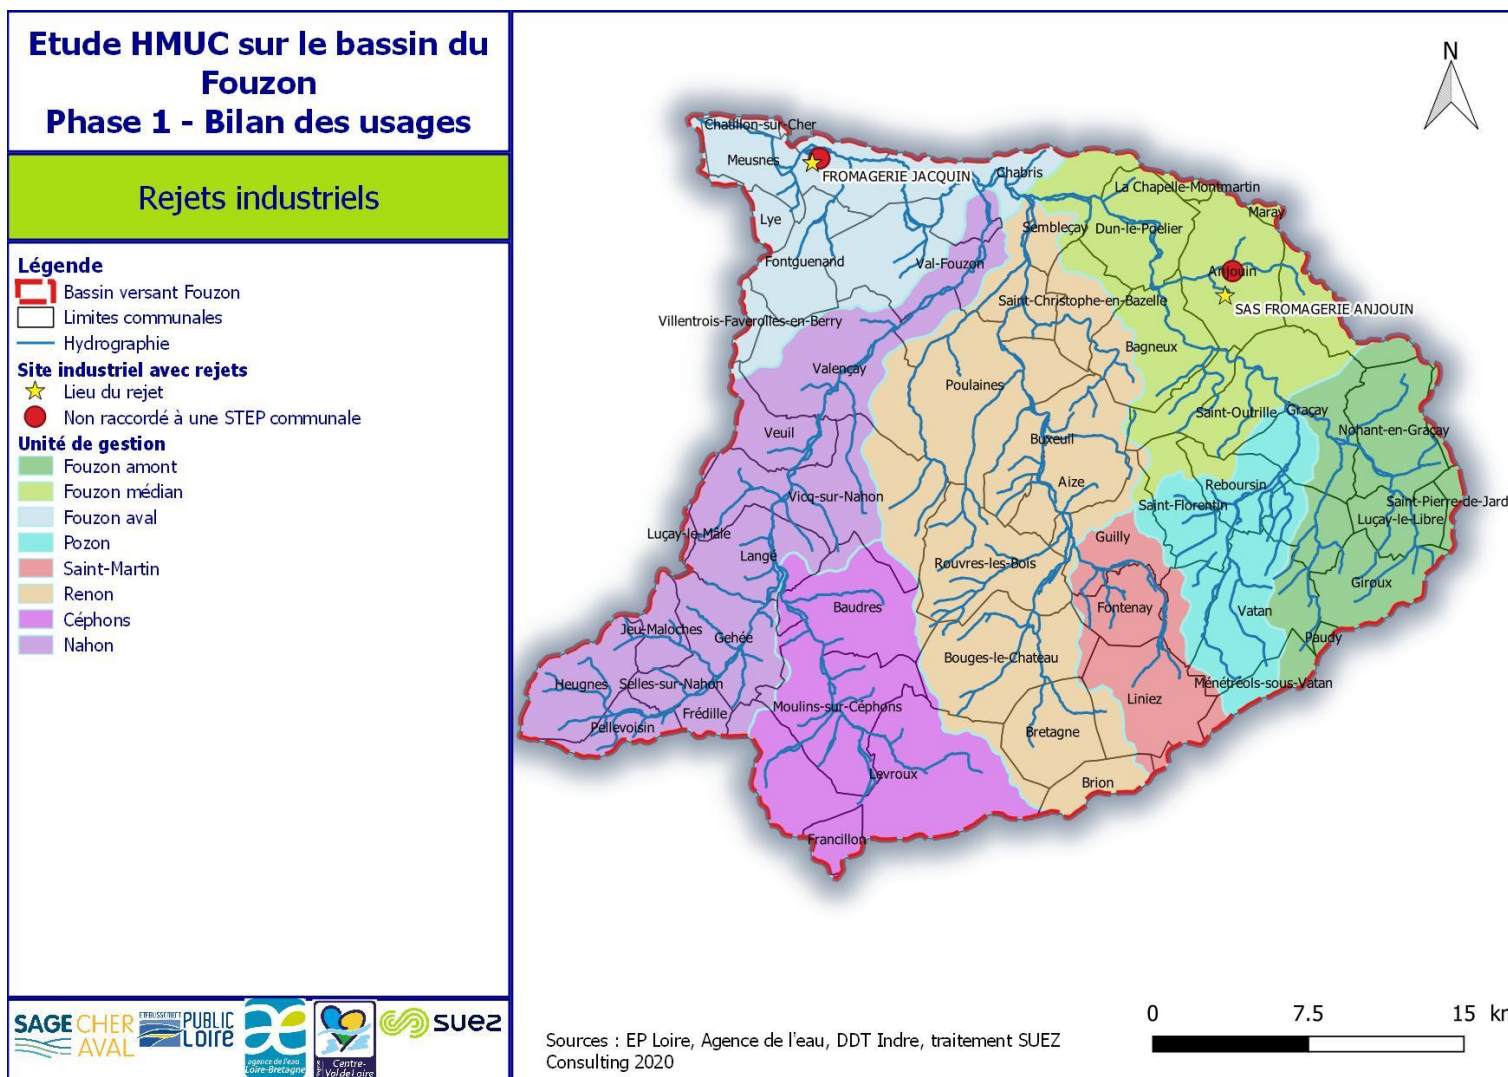 Etude HMUC sur le bassin du
Fouzon
Phase 1 - Bilan des usages
Rejets industriels
Légende
Bassin versant Fouzon
Limites communales
Hydrographie
Site industriel avec rejets
Lieu du rejet
Non raccordé à une STEP communale
Unité de gestion
Fouzon amont
Fouzon médian
Fouzon aval
Pozon
Saint-Martin
Renon
Céphons
Nahon
N
Chatillon-sur-Cher
Meusnes
FROMAGERIE JACQUIN
Chabris
La Chapelle-Montmartin
Maray
Lye
Sembleçay
Dun-le-Poëlier
Fontguenand
Val-Fouzon
Anjouin
Saint-Christophe-en-Bazelle
SAS FROMAGERIE ANJOUIN
Villentrois-Faverolles-en-Berry
Bagneux
Valençay
Poulaines
Saint-Outrille
Graçay
Veuil
Buxeuil
Nohant-en-Graçay
Aize
Reboursin
Vicq-sur-Nahon
Saint-Florentin
Saint-Pierre-de-Jard
Luçay-le-Libre
Luçay-le-Mâle
Guilly
Langé
Rouvres-les-Bois
Giroux
Baudres
Fontenay
Vatan
Jeu-Maloches
Gehée
Paudy
Bouges-le-Chateau
Heugnes
Selles-sur-Nahon
Ménétréols-sous-Vatan
Liniez
Frédille
Moulins-sur-Céphons
Pellevoisin
Bretagne
Levroux
Brion
Francillon
SAGE CHER
AVAL
ETABLISSEMENT PUBLIC
LOIRE
agence de l'eau
Loire-Bretagne
Centre-
Val de Loire
suez
Sources : EP Loire, Agence de l'eau, DDT Indre, traitement SUEZ
Consulting 2020
0 7.5 15 km